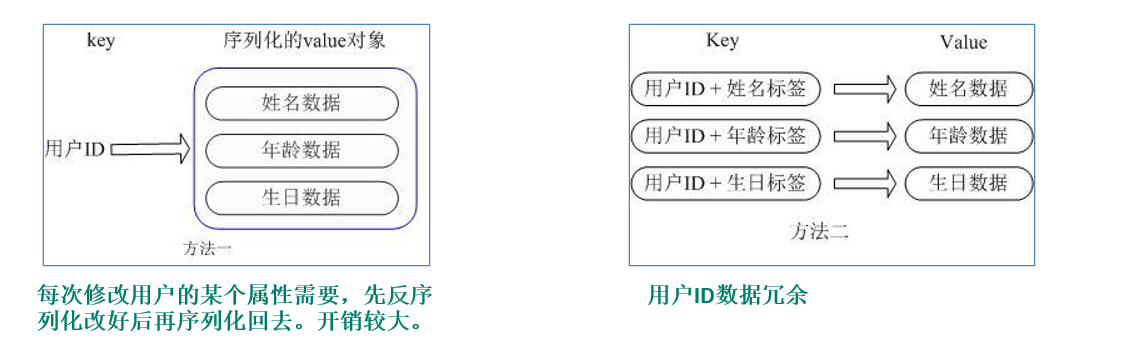 key 序列化的value对象
用户ID
姓名数据
年龄数据
生日数据
方法一
每次修改用户的某个属性需要，先反序
列化改好后再序列化回去。开销较大。
Key Value
用户ID + 姓名标签 姓名数据
用户ID + 年龄标签 年龄数据
用户ID + 生日标签 生日数据
方法二
用户ID数据冗余